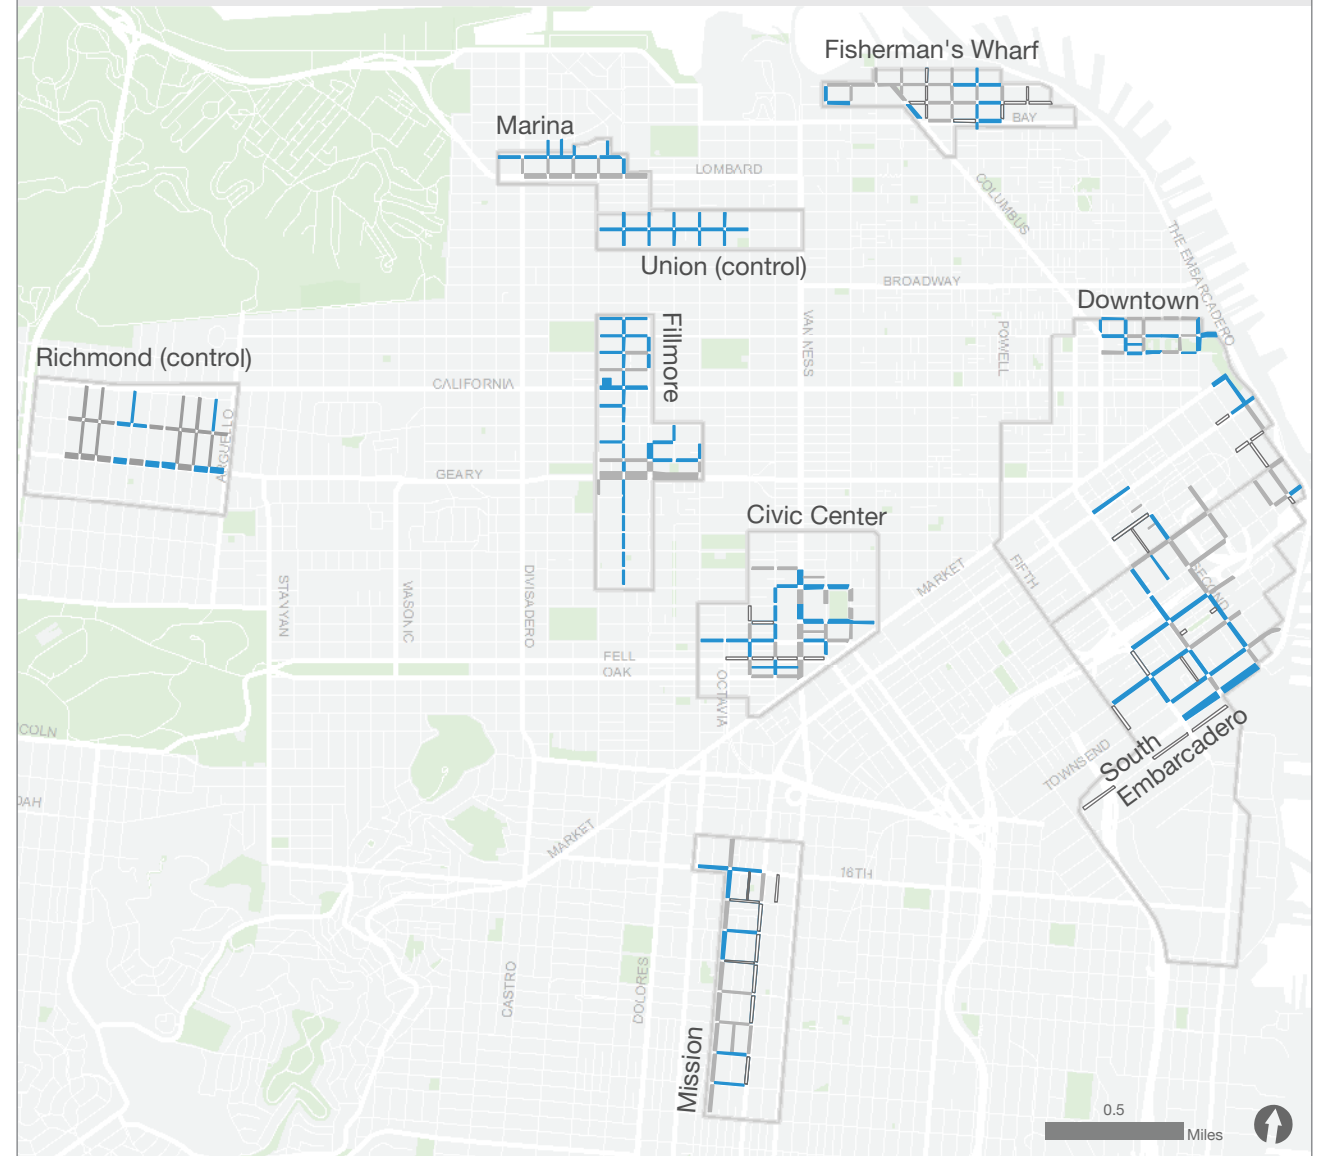 Fisherman's Wharf
Marina
BAY
LOMBARD
COLUMBUS
THE EMBARCADERO
Union (control)
BROADWAY
Downtown
Fillmore
VAN NESS
POWELL
Richmond (control)
CALIFORNIA
ARGUELLO
GEARY
Civic Center
MARKET
FIFTH
SECOND
STANYAN
MASONIC
DIVISADERO
FELL
OAK
OCTAVIA
COLN
South
Embarcadero
TOWNSEND
OAH
MARKET
16TH
CASTRO
DOLORES
Mission
0.5
Miles